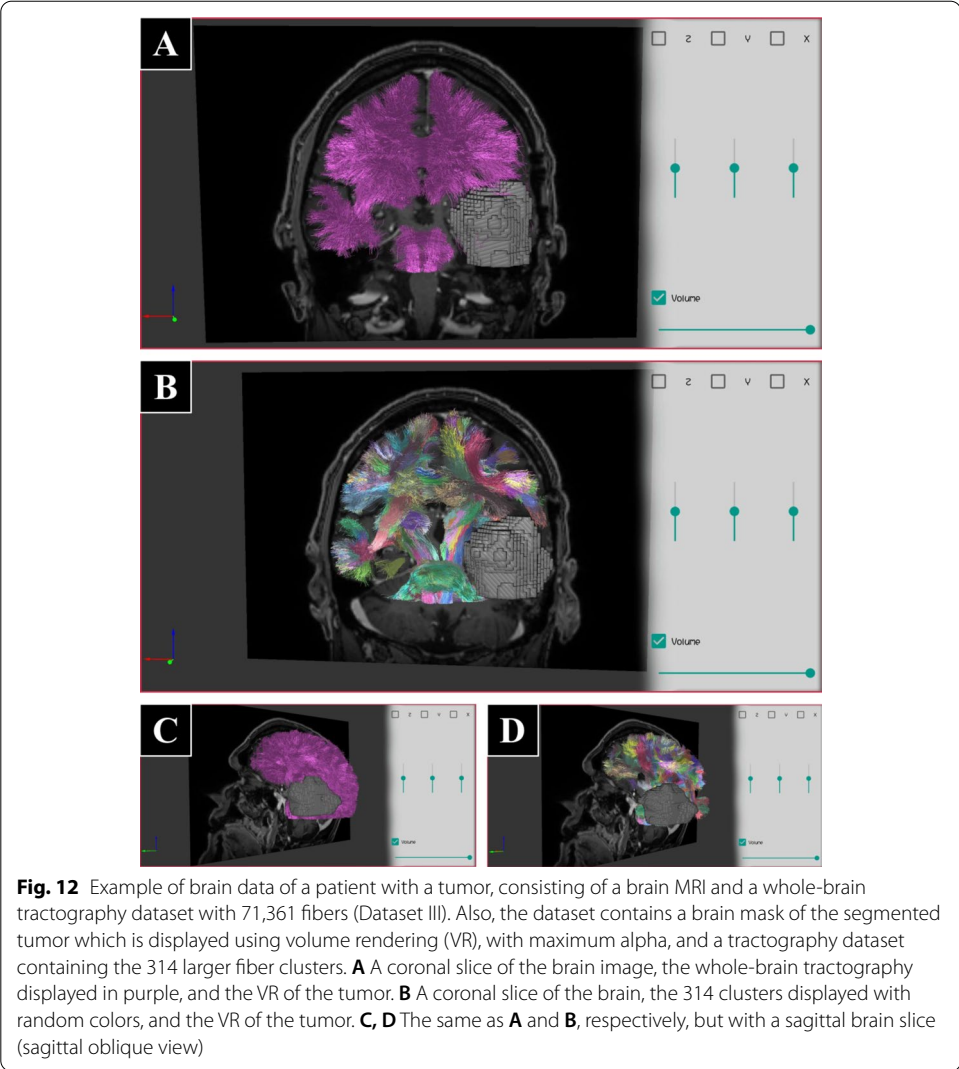 A
Z Y X
Volume
B
Z Y X
Volume
C
Z Y X
Volume
D
Z Y X
Volume
Fig. 12 Example of brain data of a patient with a tumor, consisting of a brain MRI and a whole-brain
tractography dataset with 71,361 fibers (Dataset III). Also, the dataset contains a brain mask of the segmented
tumor which is displayed using volume rendering (VR), with maximum alpha, and a tractography dataset
containing the 314 larger fiber clusters. A A coronal slice of the brain image, the whole-brain tractography
displayed in purple, and the VR of the tumor. B A coronal slice of the brain, the 314 clusters displayed with
random colors, and the VR of the tumor. C, D The same as A and B, respectively, but with a sagittal brain slice
(sagittal oblique view)